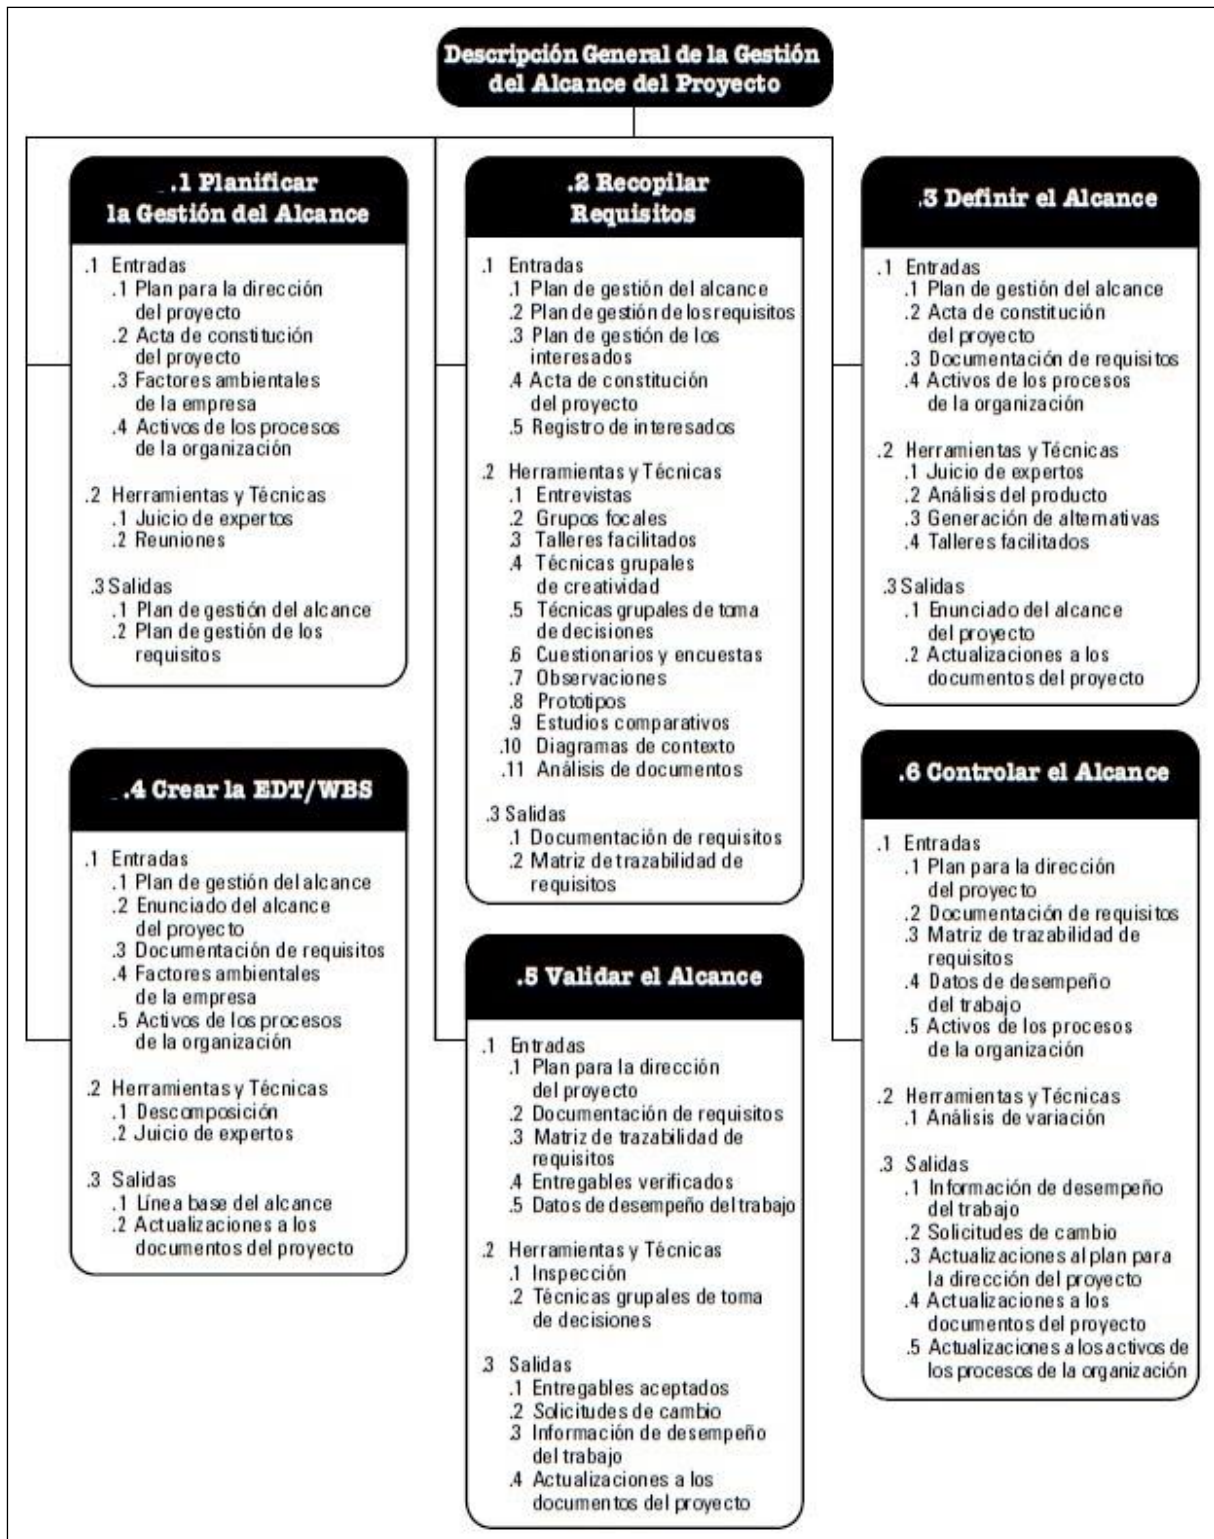 Descripción General de la Gestión
del Alcance del Proyecto
.1 Planificar
la Gestión del Alcance
.1 Entradas
.1 Plan para la dirección
del proyecto
.2 Acta de constitución
del proyecto
.3 Factores ambientales
de la empresa
.4 Activos de los procesos
de la organización
.2 Herramientas y Técnicas
.1 Juicio de expertos
.2 Reuniones
.3 Salidas
.1 Plan de gestión del alcance
.2 Plan de gestión de los
requisitos
.2 Recopilar
Requisitos
.1 Entradas
.1 Plan de gestión del alcance
.2 Plan de gestión de los requisitos
.3 Plan de gestión de los
interesados
.4 Acta de constitución
del proyecto
.5 Registro de interesados
.2 Herramientas y Técnicas
.1 Entrevistas
.2 Grupos focales
.3 Talleres facilitados
.4 Técnicas grupales
de creatividad
.5 Técnicas grupales de toma
de decisiones
.6 Cuestionarios y encuestas
.7 Observaciones
.8 Prototipos
.9 Estudios comparativos
.10 Diagramas de contexto
.11 Análisis de documentos
.3 Salidas
.1 Documentación de requisitos
.2 Matriz de trazabilidad de
requisitos
.3 Definir el Alcance
.1 Entradas
.1 Plan de gestión del alcance
.2 Acta de constitución
del proyecto
.3 Documentación de requisitos
.4 Activos de los procesos
de la organización
.2 Herramientas y Técnicas
.1 Juicio de expertos
.2 Análisis del producto
.3 Generación de alternativas
.4 Talleres facilitados
.3 Salidas
.1 Enunciado del alcance
del proyecto
.2 Actualizaciones a los
documentos del proyecto
.4 Crear la EDT/WBS
.1 Entradas
.1 Plan de gestión del alcance
.2 Enunciado del alcance
del proyecto
.3 Documentación de requisitos
.4 Factores ambientales
de la empresa
.5 Activos de los procesos
de la organización
.2 Herramientas y Técnicas
.1 Descomposición
.2 Juicio de expertos
.3 Salidas
.1 Línea base del alcance
.2 Actualizaciones a los
documentos del proyecto
.5 Validar el Alcance
.1 Entradas
.1 Plan para la dirección
del proyecto
.2 Documentación de requisitos
.3 Matriz de trazabilidad de
requisitos
.4 Entregables verificados
.5 Datos de desempeño del trabajo
.2 Herramientas y Técnicas
.1 Inspección
.2 Técnicas grupales de toma
de decisiones
.3 Salidas
.1 Entregables aceptados
.2 Solicitudes de cambio
.3 Información de desempeño
del trabajo
.4 Actualizaciones a los
documentos del proyecto
.6 Controlar el Alcance
.1 Entradas
.1 Plan para la dirección
del proyecto
.2 Documentación de requisitos
.3 Matriz de trazabilidad de
requisitos
.4 Datos de desempeño
del trabajo
.5 Activos de los procesos
de la organización
.2 Herramientas y Técnicas
.1 Análisis de variación
.3 Salidas
.1 Información de desempeño
del trabajo
.2 Solicitudes de cambio
.3 Actualizaciones al plan para
la dirección del proyecto
.4 Actualizaciones a los
documentos del proyecto
.5 Actualizaciones a los activos de
los procesos de la organización